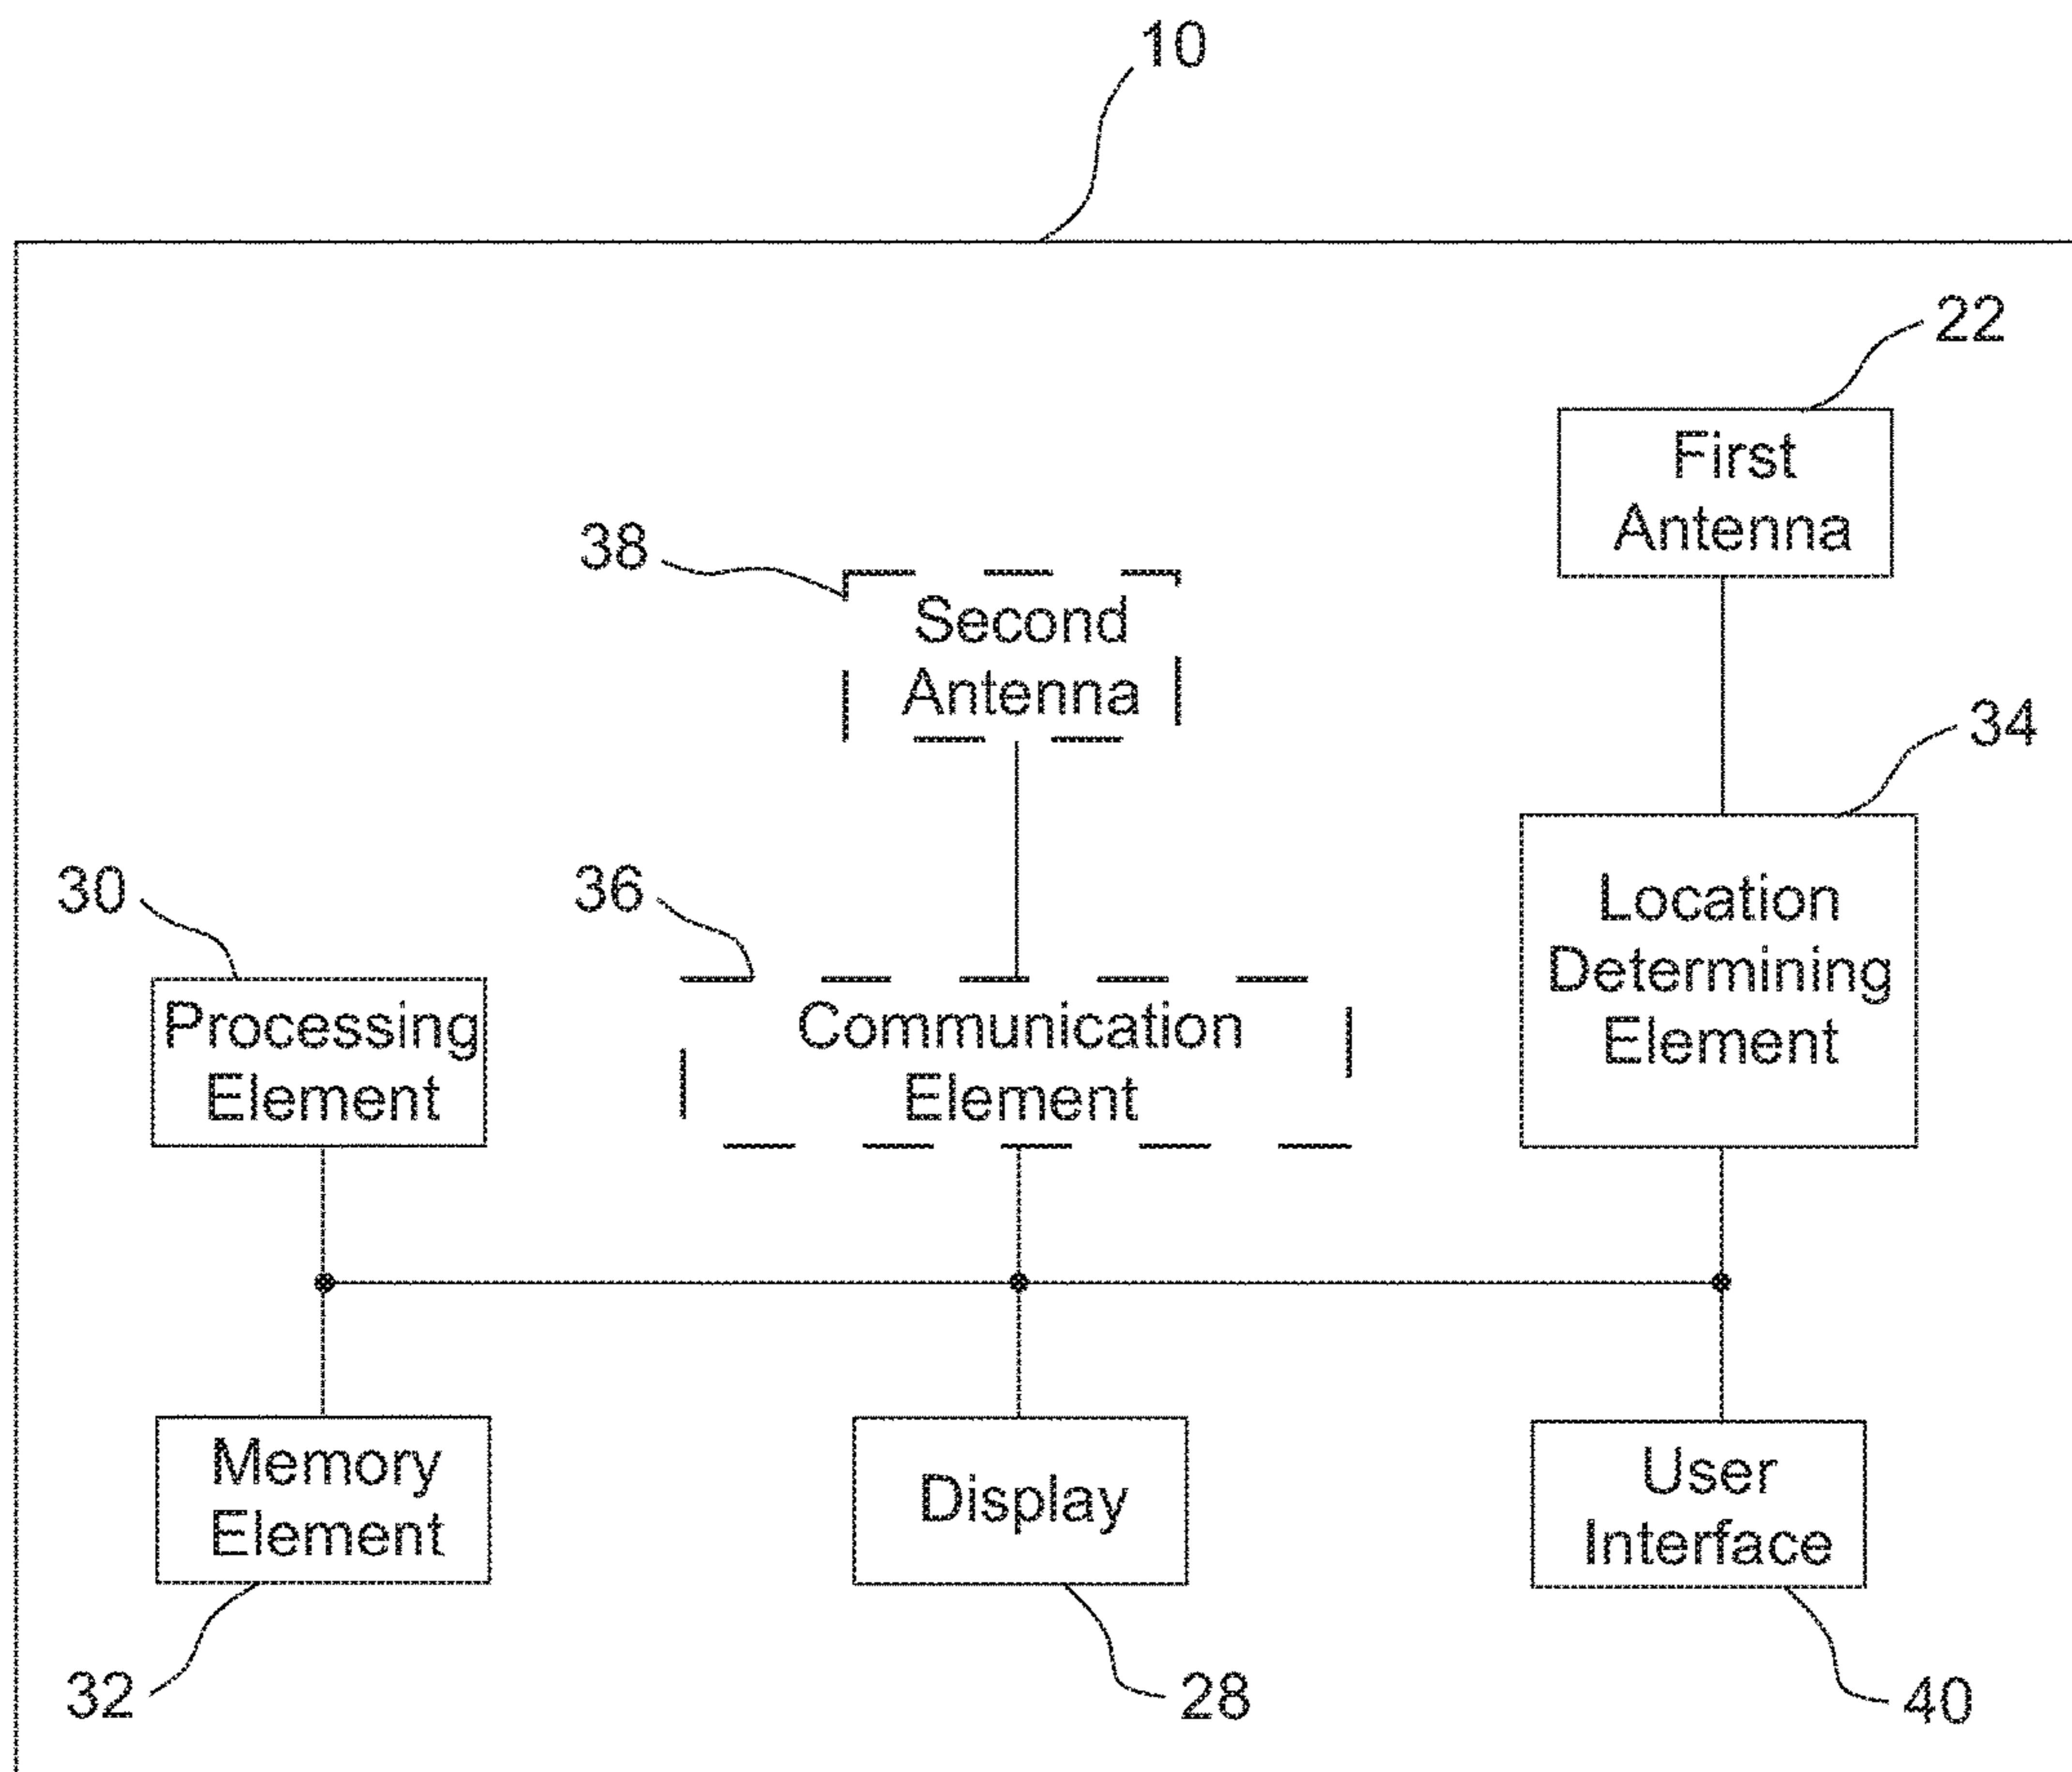 10
22
First
Antenna
38
Second
Antenna
34
30
36
Location
Determining
Element
Processing
Element
Communication
Element
Memory
Element
Display
User
Interface
32
28
40